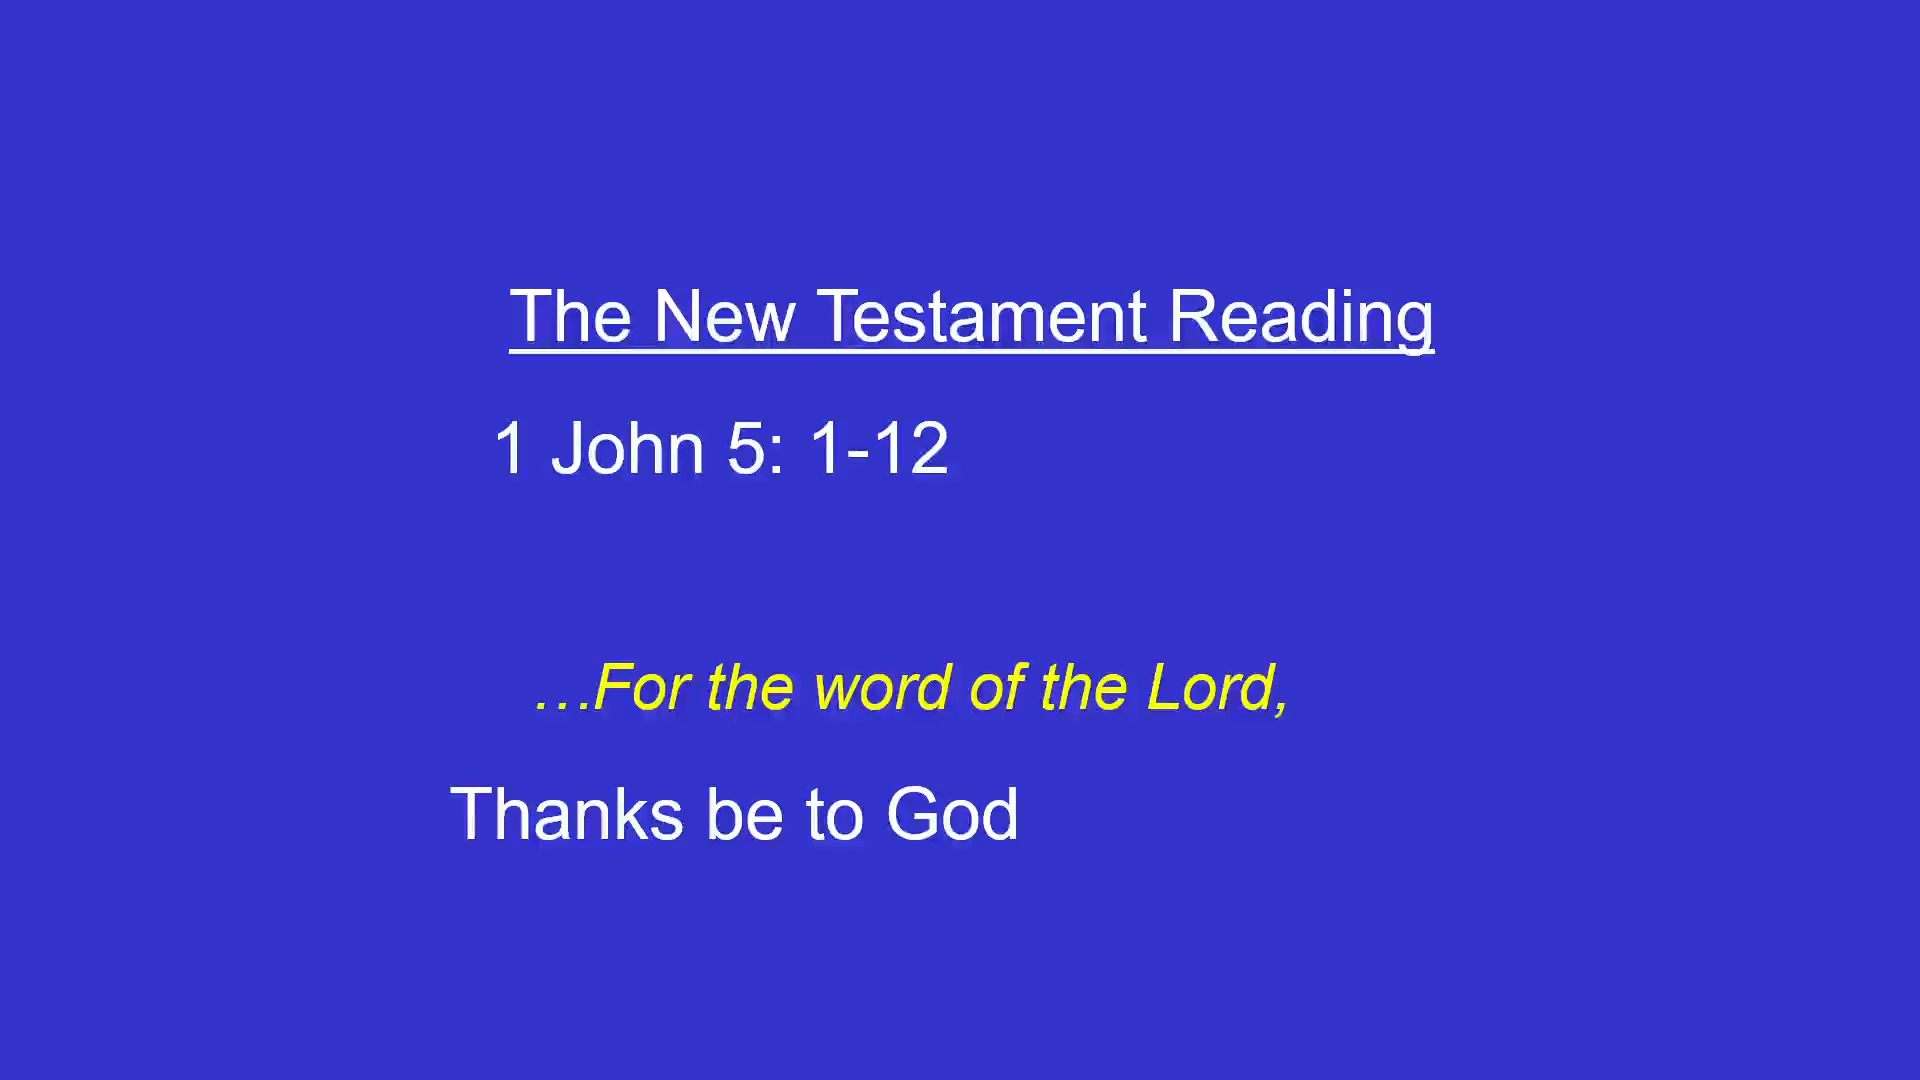 The New Testament Reading
1 John 5: 1-12
…For the word of the Lord,
Thanks be to God